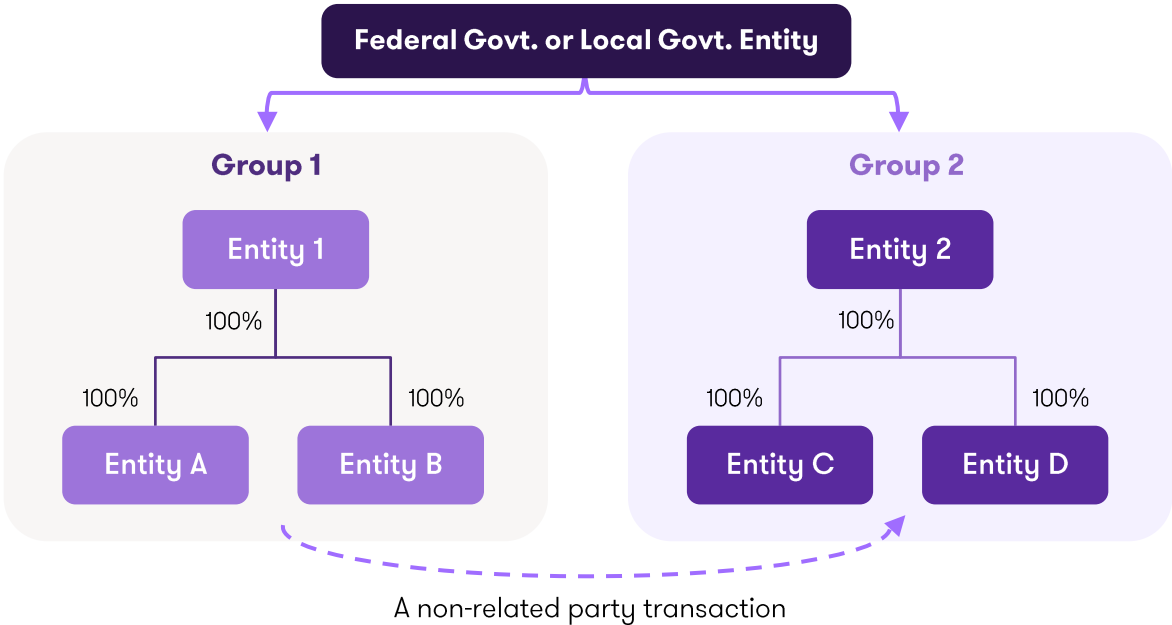 Federal Govt. or Local Govt. Entity
Group 1
Entity 1
100%
100%
100%
Entity A
Entity B
Group 2
Entity 2
100%
100%
100%
Entity C
Entity D
A non-related party transaction